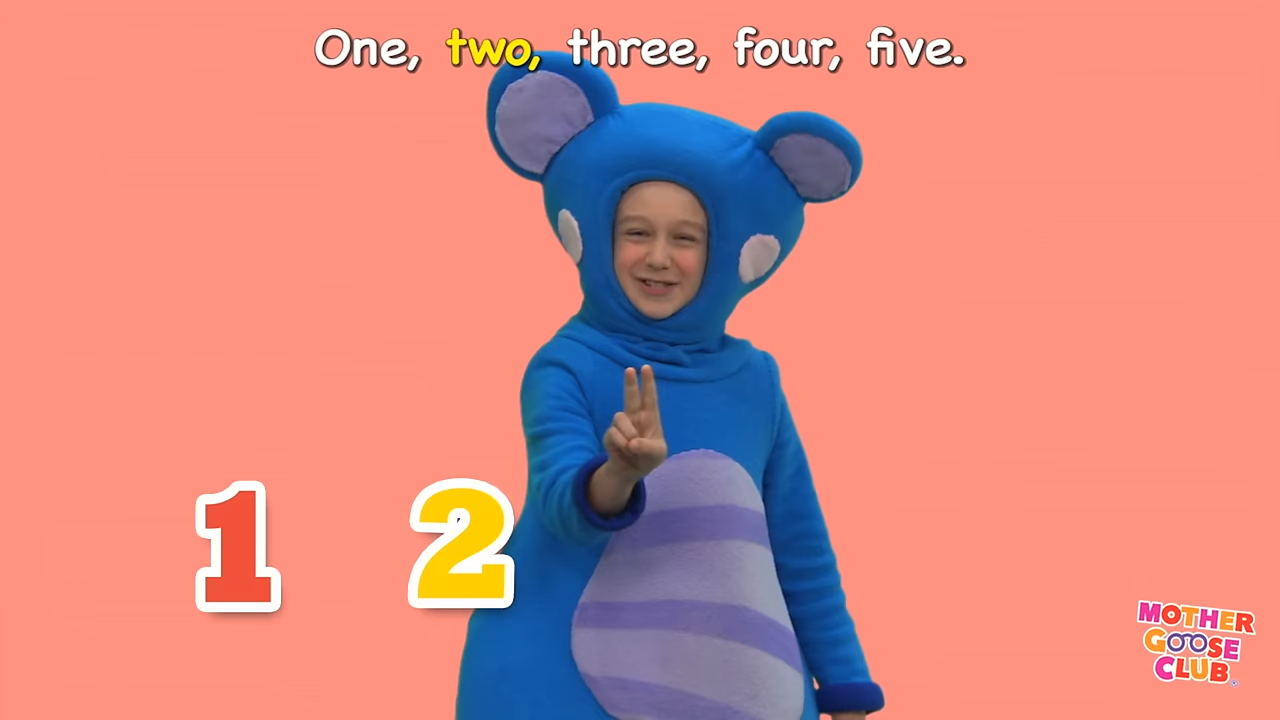 One, two, three, four, five.
1 2
MOTHER
GOOSE
CLUB